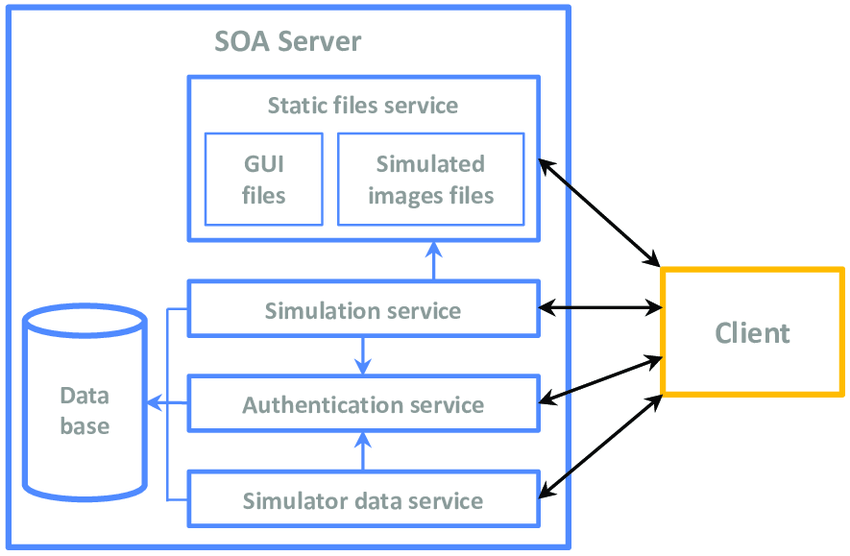 SOA Server
Static files service
GUI
files
Simulated
images files
Simulation service
Client
Data
base
Authentication service
Simulator data service